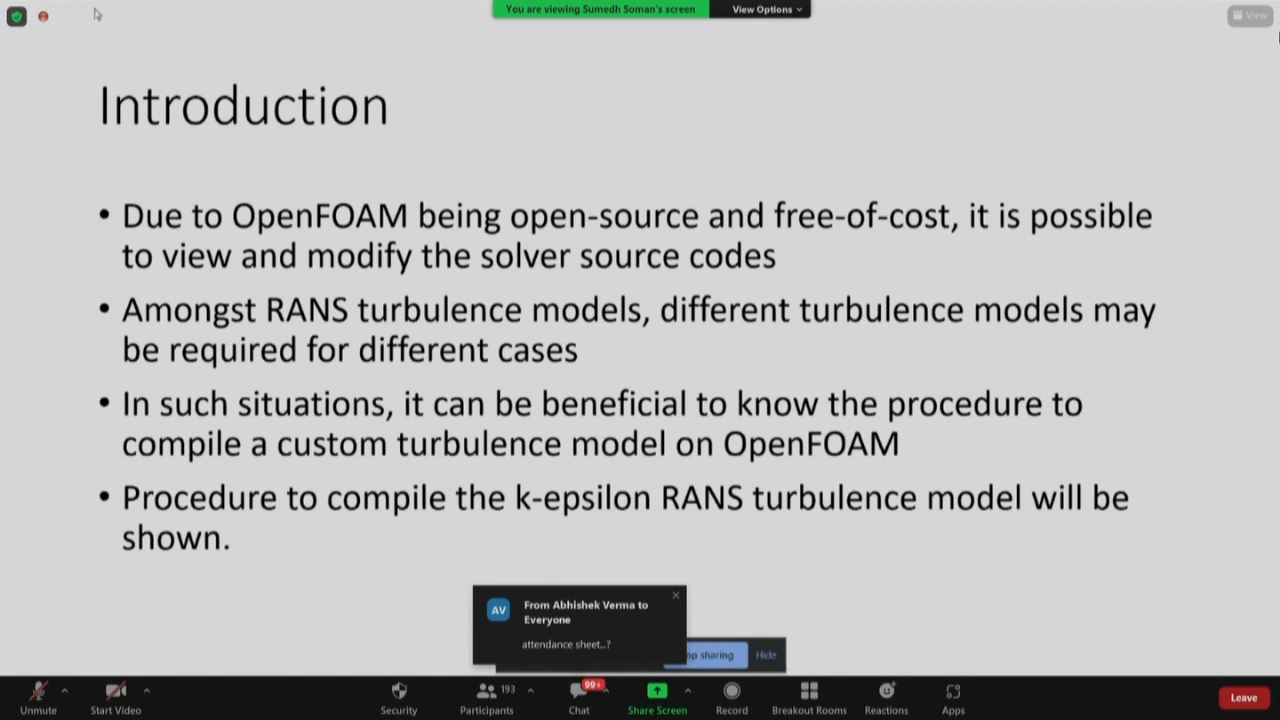 You are viewing Sumedh Soman's screen
View Options
View
Introduction
• Due to OpenFOAM being open-source and free-of-cost, it is possible
to view and modify the solver source codes
• Amongst RANS turbulence models, different turbulence models may
be required for different cases
• In such situations, it can be beneficial to know the procedure to
compile a custom turbulence model on OpenFOAM
• Procedure to compile the k-epsilon RANS turbulence model will be
shown.
AV
From Abhishek Verma to
Everyone
attendance sheet...?
op sharing
Hide
Unmute
Start Video
Security
193
Participants
99+
Chat
Share Screen
Record
Breakout Rooms
Reactions
Apps
Leave